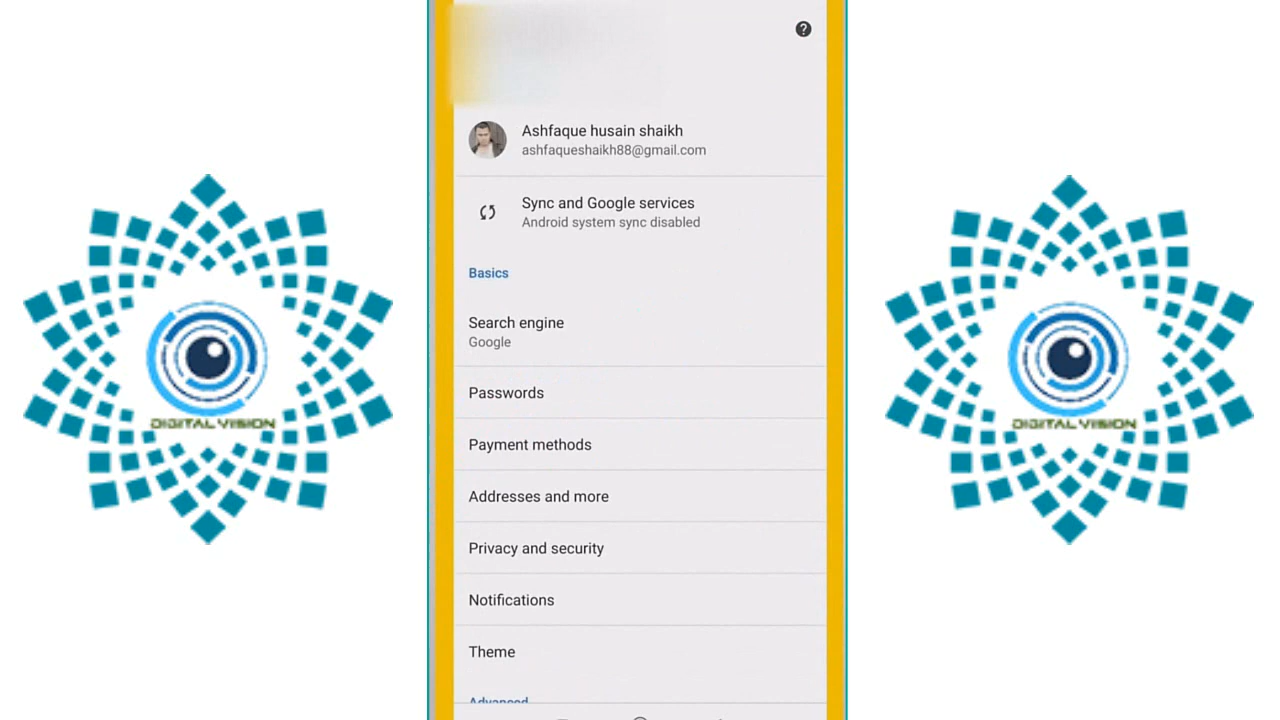 Ashfaque husain shaikh
ashfaqueshaikh88@gmail.com
Sync and Google services
Android system sync disabled
Basics
Search engine
Google
Passwords
Payment methods
Addresses and more
Privacy and security
Notifications
Theme
Advanced
DIGITAL VISION
DIGITAL VISION